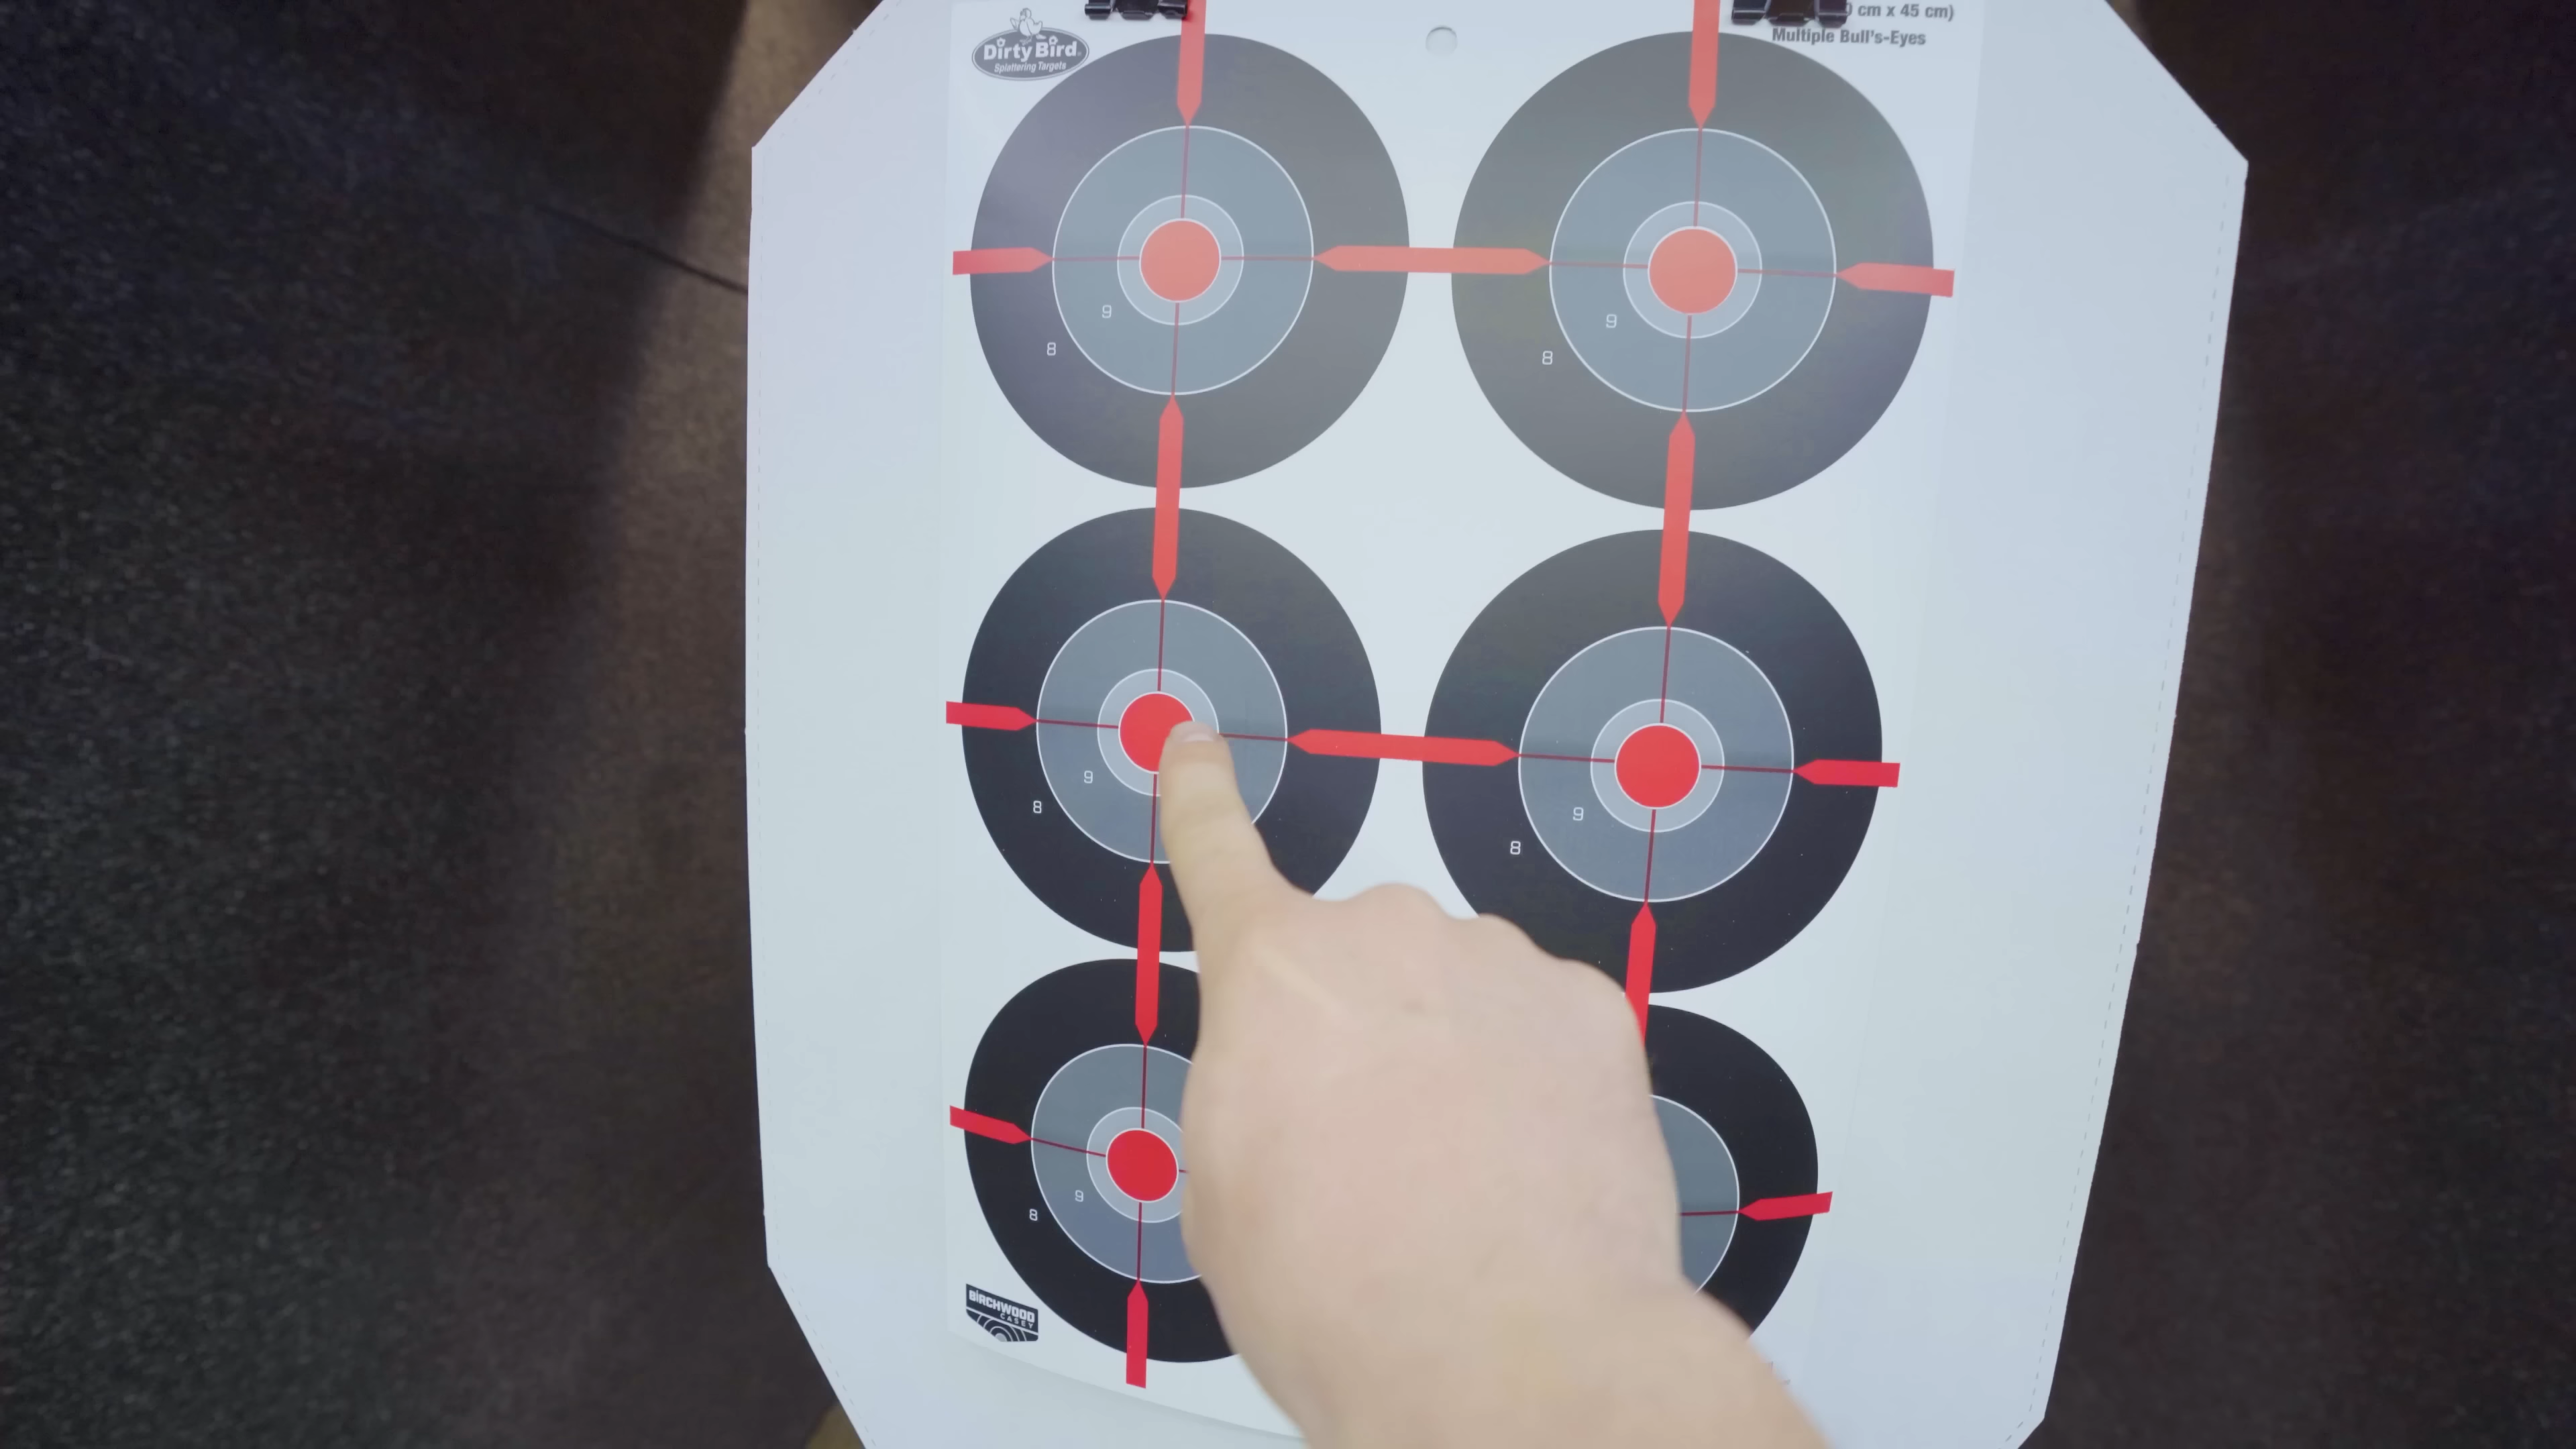 Dirty Bird
Splattering Targets
cm x 45 cm)
Multiple Bull's-Eyes
9
8
9
8
9
8
9
8
9
8
BIRCHWOOD
CASEY